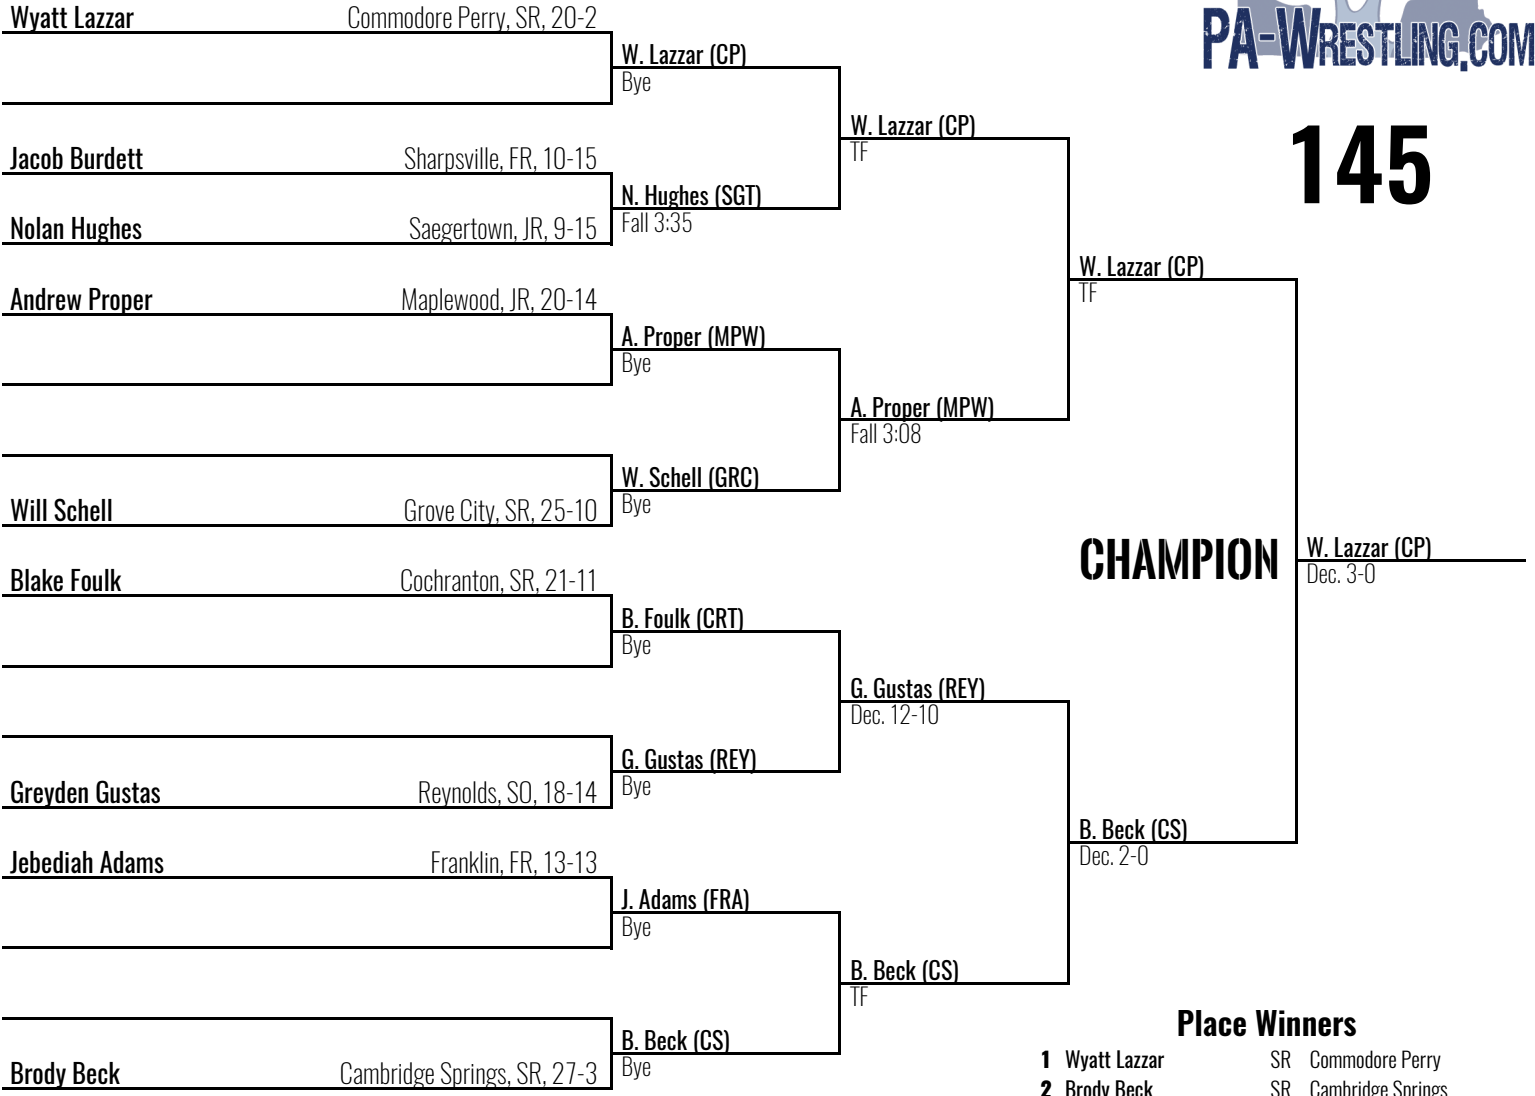 Wyatt Lazzar Commodore Perry, SR, 20-2
W. Lazzar (CP)
Bye
Jacob Burdett Sharpsville, FR, 10-15
N. Hughes (SGT)
Fall 3:35
Nolan Hughes Saegertown, JR, 9-15
W. Lazzar (CP)
TF
Andrew Proper Maplewood, JR, 20-14
A. Proper (MPW)
Bye
A. Proper (MPW)
Fall 3:08
W. Schell (GRC)
Bye
Will Schell Grove City, SR, 25-10
W. Lazzar (CP)
TF
Blake Foulk Cochranton, SR, 21-11
B. Foulk (CRT)
Bye
G. Gustas (REY)
Dec. 12-10
G. Gustas (REY)
Bye
Greyden Gustas Reynolds, SO, 18-14
Jebediah Adams Franklin, FR, 13-13
J. Adams (FRA)
Bye
B. Beck (CS)
TF
B. Beck (CS)
Bye
Brody Beck Cambridge Springs, SR, 27-3
B. Beck (CS)
Dec. 2-0
PA-WRESTLING.COM
145
CHAMPION
W. Lazzar (CP)
Dec. 3-0
Place Winners
1 Wyatt Lazzar SR Commodore Perry
2 Brody Beck SR Cambridge Springs